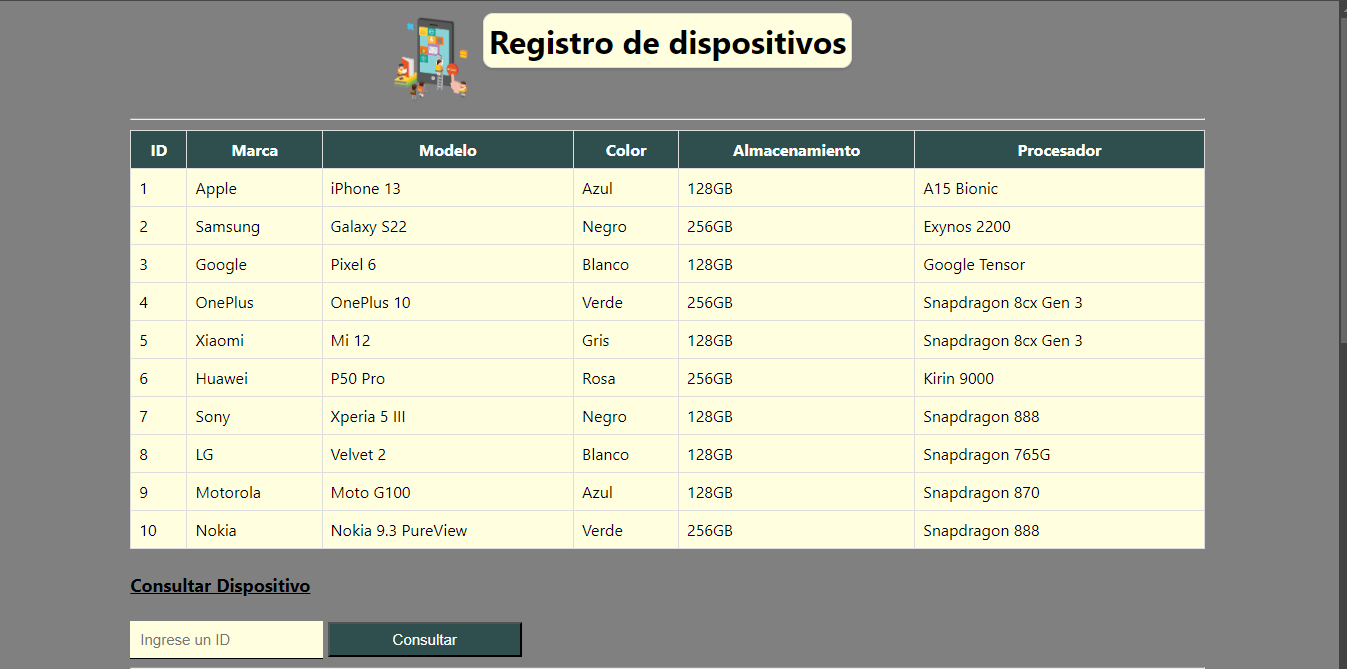 Registro de dispositivos
ID Marca Modelo Color Almacenamiento Procesador
1 Apple iPhone 13 Azul 128GB A15 Bionic
2 Samsung Galaxy S22 Negro 256GB Exynos 2200
3 Google Pixel 6 Blanco 128GB Google Tensor
4 OnePlus OnePlus 10 Verde 256GB Snapdragon 8cx Gen 3
5 Xiaomi Mi 12 Gris 128GB Snapdragon 8cx Gen 3
6 Huawei P50 Pro Rosa 256GB Kirin 9000
7 Sony Xperia 5 III Negro 128GB Snapdragon 888
8 LG Velvet 2 Blanco 128GB Snapdragon 765G
9 Motorola Moto G100 Azul 128GB Snapdragon 870
10 Nokia Nokia 9.3 PureView Verde 256GB Snapdragon 888
Consultar Dispositivo
Ingrese un ID Consultar